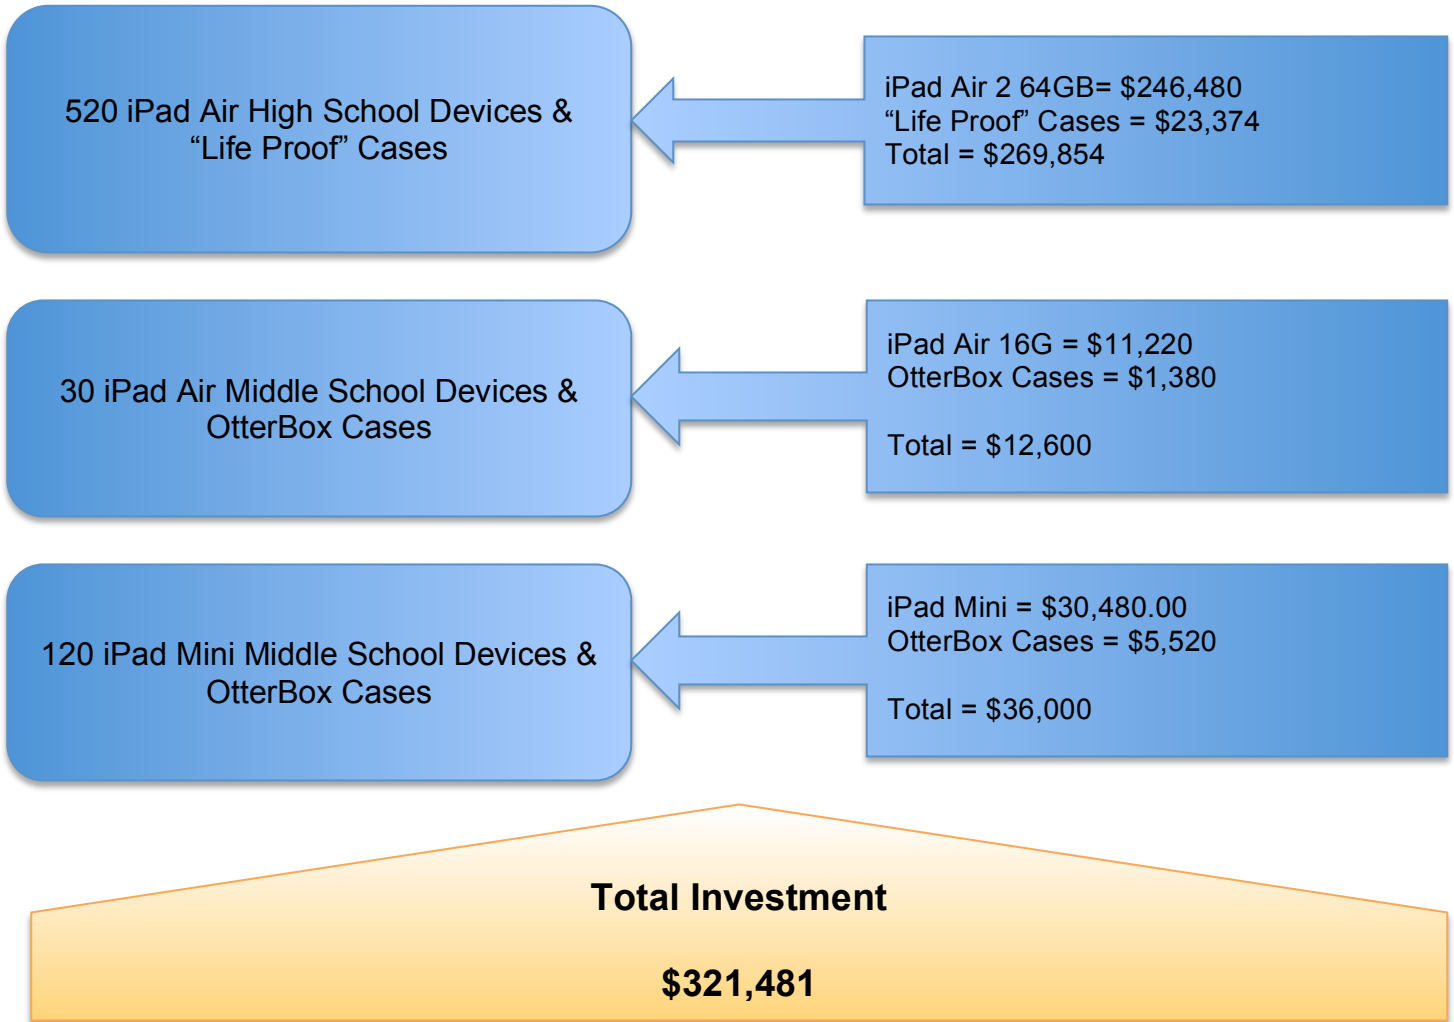 520 iPad Air High School Devices &
“Life Proof” Cases
iPad Air 2 64GB= $246,480
“Life Proof” Cases = $23,374
Total = $269,854
30 iPad Air Middle School Devices &
OtterBox Cases
iPad Air 16G = $11,220
OtterBox Cases = $1,380
Total = $12,600
120 iPad Mini Middle School Devices &
OtterBox Cases
iPad Mini = $30,480.00
OtterBox Cases = $5,520
Total = $36,000
Total Investment
$321,481